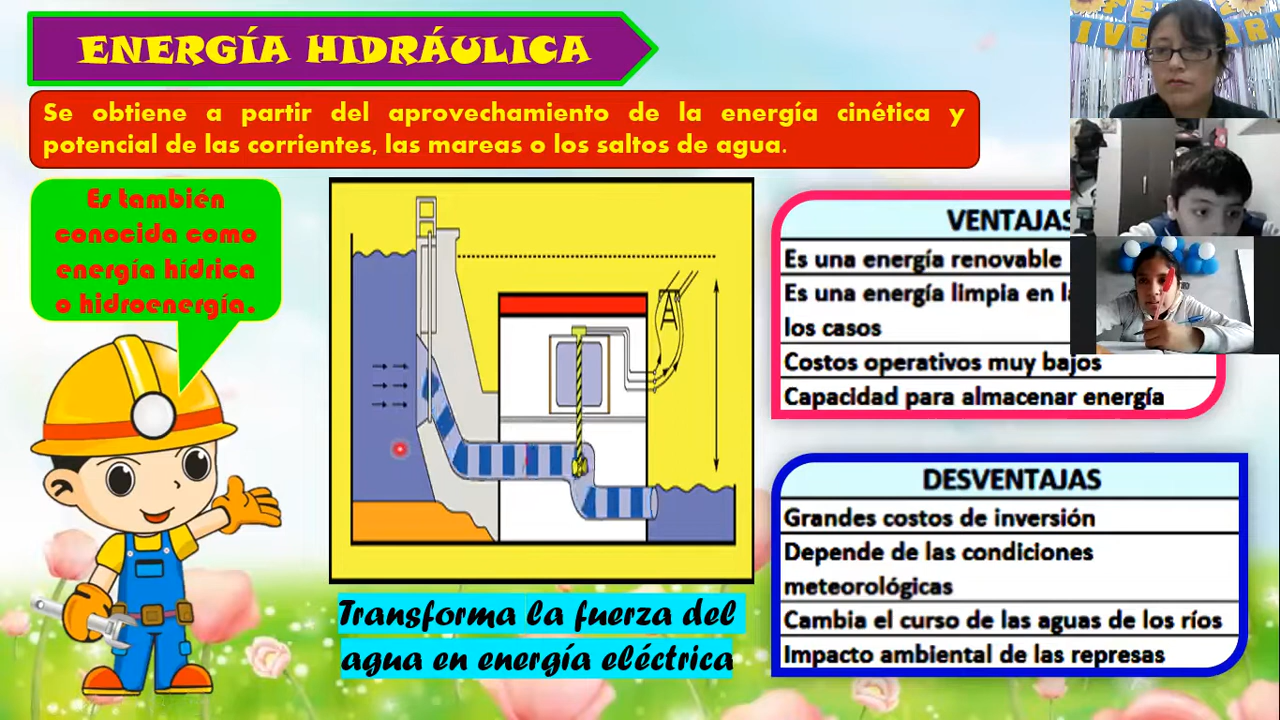 ENERGÍA HIDRÁULICA
Se obtiene a partir del aprovechamiento de la energía cinética y
potencial de las corrientes, las mareas o los saltos de agua.
Es también
conocida como
energía hídrica
o hidroenergía.
Transforma la fuerza del
agua en energía eléctrica
VENTAJAS
Es una energía renovable
Es una energía limpia en
los casos
Costos operativos muy bajos
Capacidad para almacenar energía
DESVENTAJAS
Grandes costos de inversión
Depende de las condiciones
meteorológicas
Cambia el curso de las aguas de los ríos
Impacto ambiental de las represas